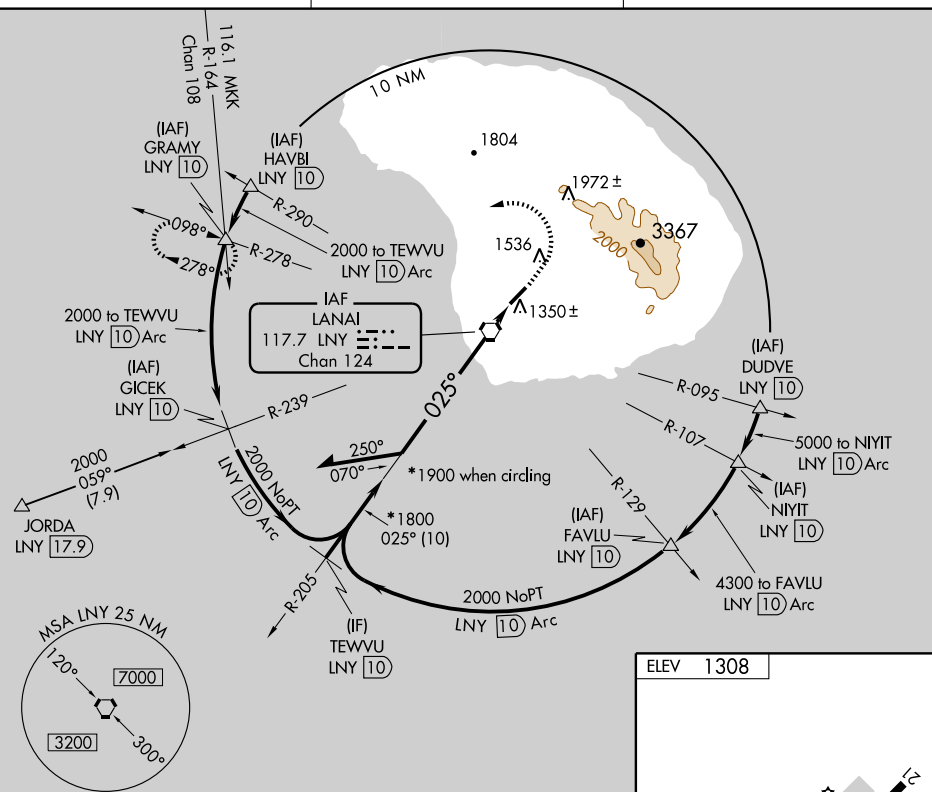 116.1 MKK
R-164
Chan 108
10 NM
(IAF)
GRAMY
LNY 10
(IAF)
HAVBI
LNY 10
1804
1972 ±
2000
3367
1536
1350 ±
R-290
098°
R-278
278°
2000 to TEWVU
LNY 10 Arc
2000 to TEWVU
LNY 10 Arc
IAF
LANAI
117.7 LNY
Chan 124
(IAF)
GICEK
LNY 10
R-239
025°
2000
059°
(7.9)
JORDA
LNY 17.9
250°
070°
*1900 when circling
2000 NoPT
LNY 10 Arc
*1800
025° (10)
(IAF)
DUDVE
LNY 10
R-095
R-107
5000 to NIYIT
LNY 10 Arc
(IAF)
NIYIT
LNY 10
R-129
(IAF)
FAVLU
LNY 10
4300 to FAVLU
LNY 10 Arc
2000 NoPT
LNY 10 Arc
R-205
(IF)
TEWVU
LNY 10
MSA LNY 25 NM
120°
7000
3200
300°
ELEV 1308
21